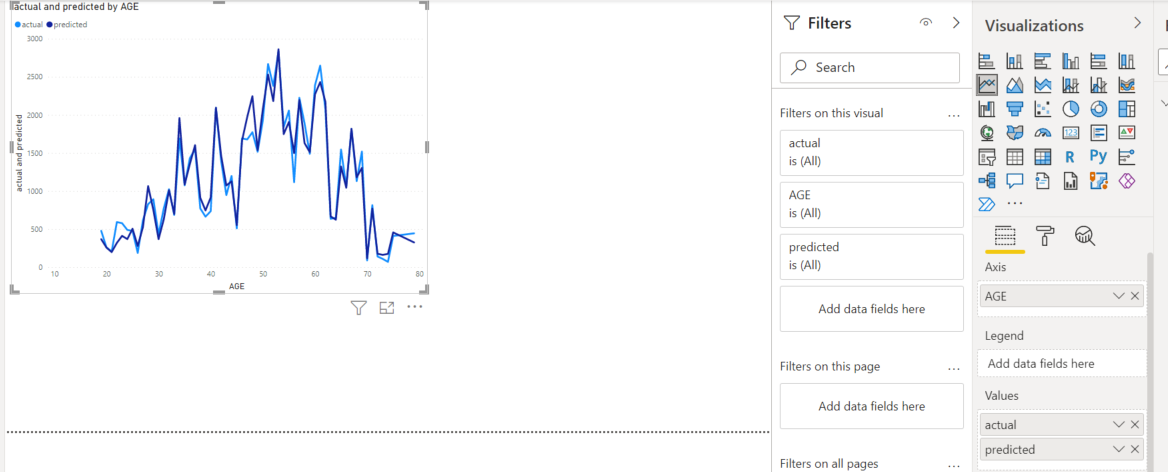 actual and predicted by AGE
actual predicted
3000
2500
2000
1500
1000
500
0
actual and predicted
10 20 30 40 50 60 70 80
AGE
Filters
Search
Filters on this visual ...
actual
is (All)
AGE
is (All)
predicted
is (All)
Add data fields here
Filters on this page ...
Add data fields here
Filters on all pages ...
Visualizations
123
R Py
...
Axis
AGE
Legend
Add data fields here
Values
actual
predicted